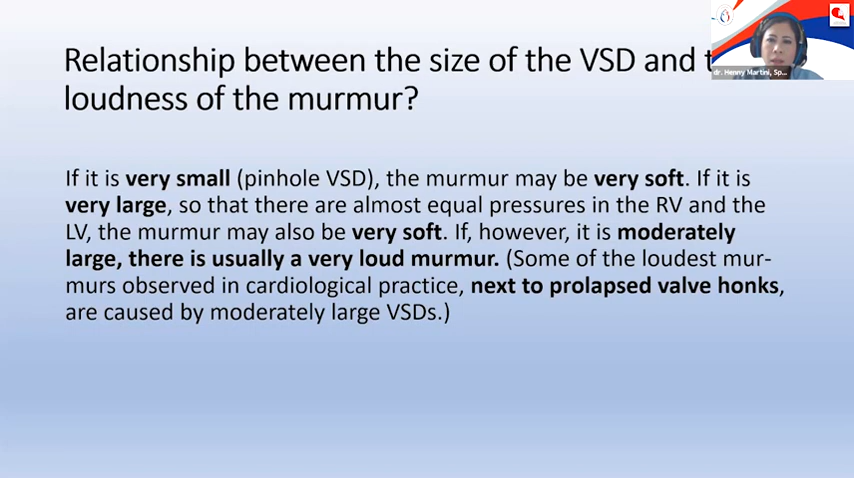 Relationship between the size of the VSD and t
loudness of the murmur?
If it is very small (pinhole VSD), the murmur may be very soft. If it is
very large, so that there are almost equal pressures in the RV and the
LV, the murmur may also be very soft. If, however, it is moderately
large, there is usually a very loud murmur. (Some of the loudest mur-
murs observed in cardiological practice, next to prolapsed valve honks,
are caused by moderately large VSDs.)
dr. Henny Martini, Sp...